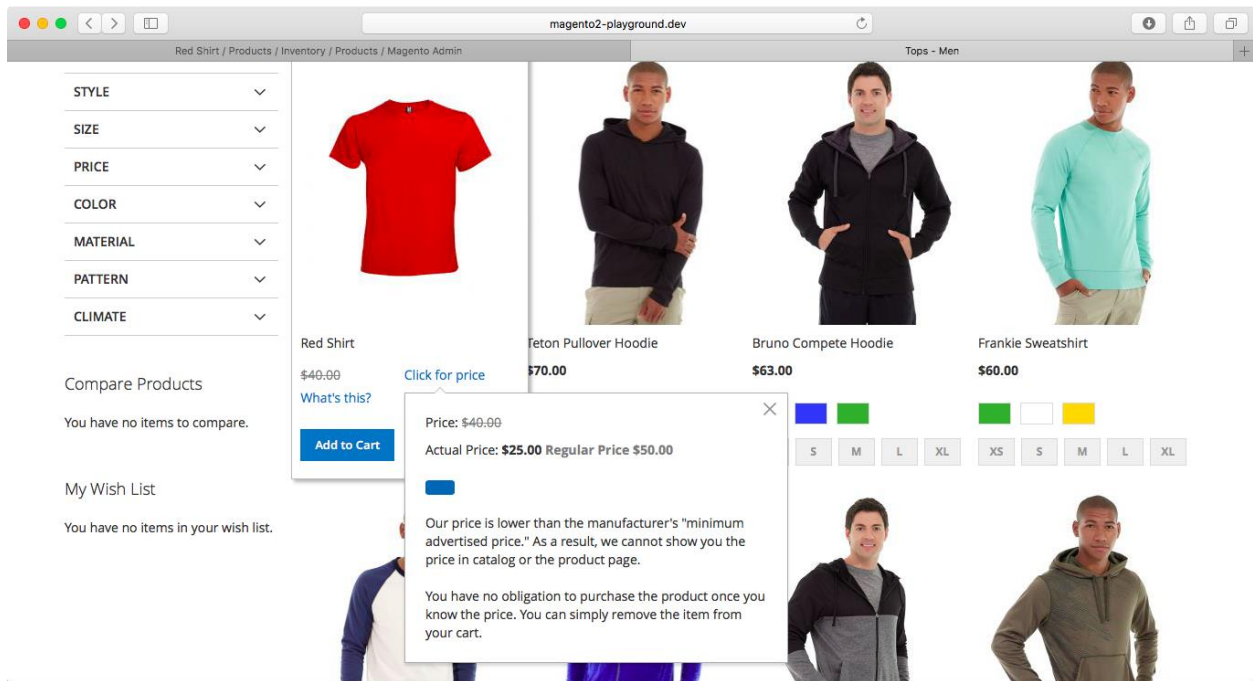 magento2-playground.dev
Red Shirt / Products / Inventory / Products / Magento Admin
Tops - Men
STYLE
SIZE
PRICE
COLOR
MATERIAL
PATTERN
CLIMATE
Compare Products
You have no items to compare.
My Wish List
You have no items in your wish list.
Red Shirt
$40.00 Click for price
What's this?
Add to Cart
Teton Pullover Hoodie
$70.00
Bruno Compete Hoodie
$63.00
S M L XL
Frankie Sweatshirt
$60.00
XS S M L XL
Price: $40.00
Actual Price: $25.00 Regular Price $50.00
Our price is lower than the manufacturer's "minimum
advertised price." As a result, we cannot show you the
price in catalog or the product page.
You have no obligation to purchase the product once you
know the price. You can simply remove the item from
your cart.